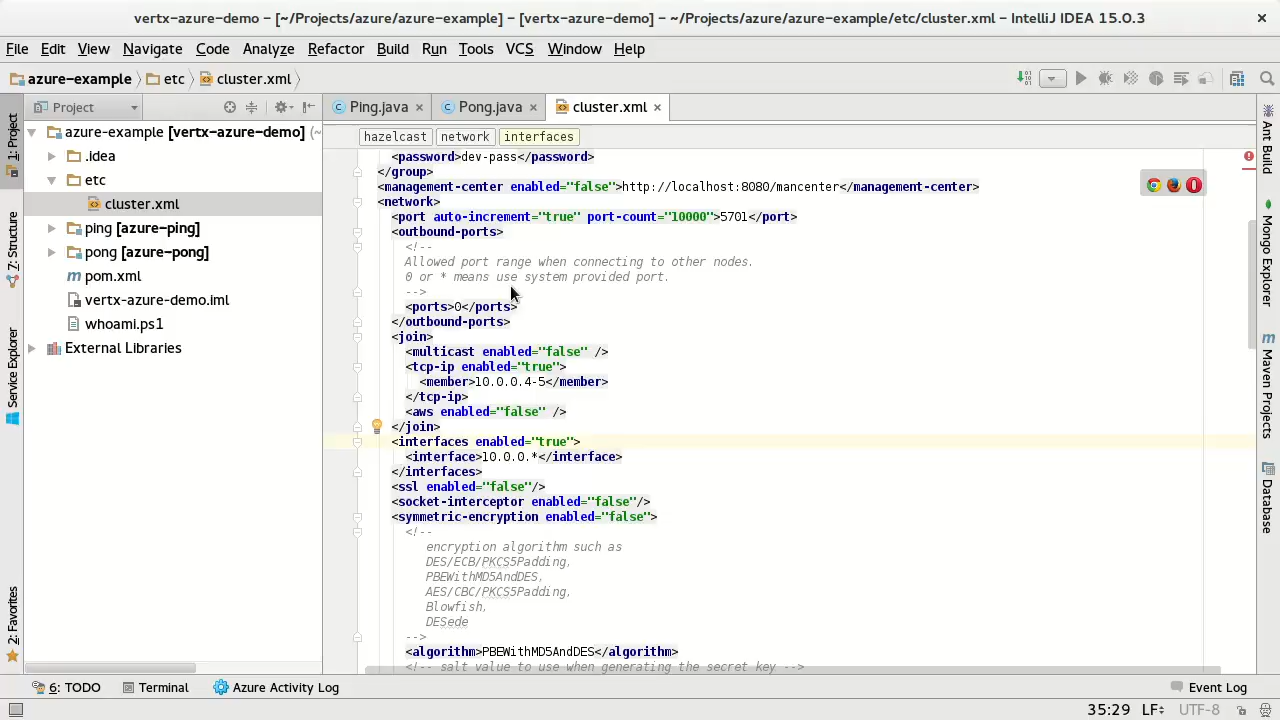 vertx-azure-demo – [~/Projects/azure/azure-example] – [vertx-azure-demo] – ~/Projects/azure/azure-example/etc/cluster.xml – IntelliJ IDEA 15.0.3
File Edit View Navigate Code Analyze Refactor Build Run Tools VCS Window Help
azure-example etc cluster.xml
Project
Ping.java Pong.java cluster.xml
1: Project
7: Structure
Service Explorer
2: Favorites
azure-example [vertx-azure-demo] (~
.idea
etc
cluster.xml
ping [azure-ping]
pong [azure-pong]
pom.xml
vertx-azure-demo.iml
whoami.ps1
External Libraries
hazelcast network interfaces
<password>dev-pass</password>
</group>
<management-center enabled="false">http://localhost:8080/mancenter</management-center>
<network>
<port auto-increment="true" port-count="10000">5701</port>
<outbound-ports>
<!--
Allowed port range when connecting to other nodes.
0 or * means use system provided port.
-->
<ports>0</ports>
</outbound-ports>
<join>
<multicast enabled="false" />
<tcp-ip enabled="true">
<member>10.0.0.4-5</member>
</tcp-ip>
<aws enabled="false" />
</join>
<interfaces enabled="true">
<interface>10.0.0.*</interface>
</interfaces>
<ssl enabled="false"/>
<socket-interceptor enabled="false"/>
<symmetric-encryption enabled="false">
<!--
encryption algorithm such as
DES/ECB/PKCS5Padding,
PBEWithMD5AndDES,
AES/CBC/PKCS5Padding,
Blowfish,
DESede
-->
<algorithm>PBEWithMD5AndDES</algorithm>
<!-- salt value to use when generating the secret key -->
Ant Build
Mongo Explorer
Maven Projects
Database
6: TODO Terminal Azure Activity Log Event Log
35:29 LF÷ UTF-8